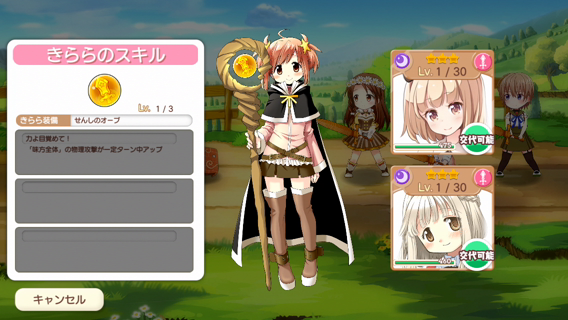 きららのスキル
Lv. 1 / 3
きらら装備 せんしのオーブ
力よ目覚めて！
「味方全体」の物理攻撃が一定ターン中アップ
キャンセル
Lv. 1 / 30
交代可能
Lv. 1 / 30
交代可能